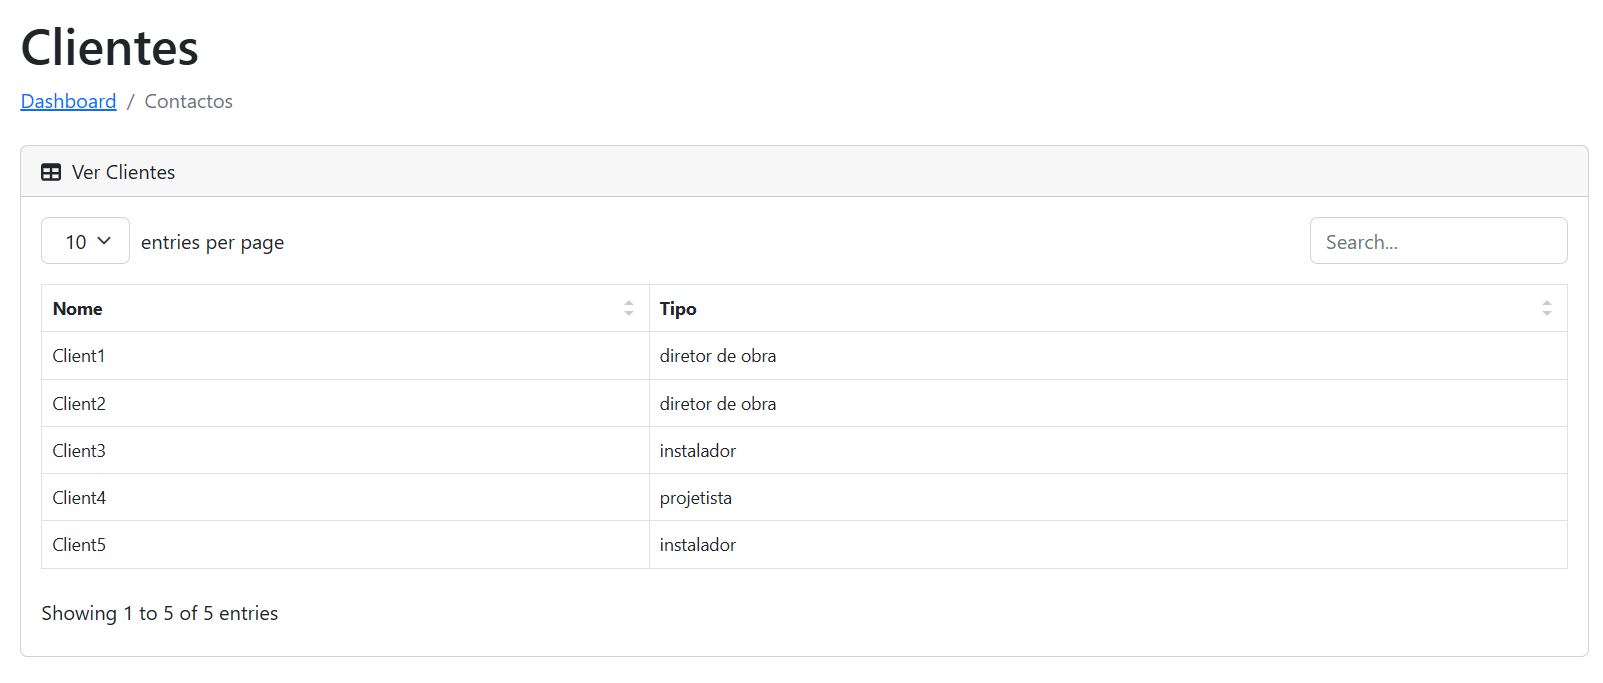 Clientes
Dashboard / Contactos
Ver Clientes
10 entries per page Search...
Nome Tipo
Client1 diretor de obra
Client2 diretor de obra
Client3 instalador
Client4 projetista
Client5 instalador
Showing 1 to 5 of 5 entries